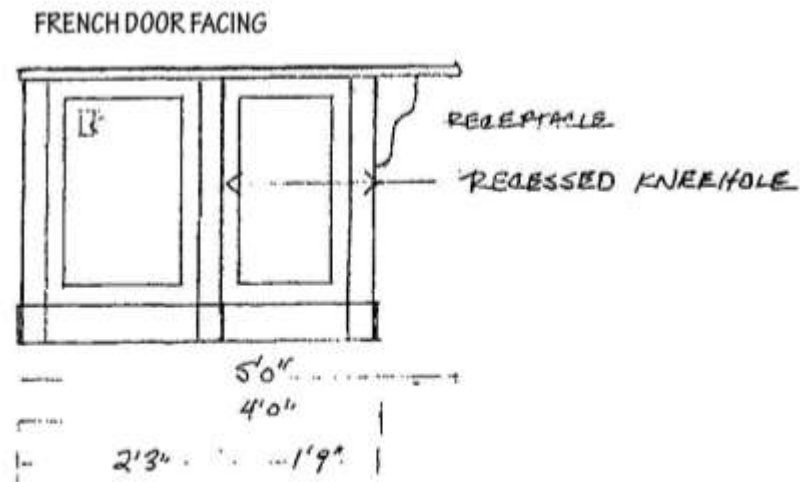 FRENCH DOOR FACING
RECEPTACLE
RECESSED KNEEHOLE
5'0"
4'0"
2'3" 1'9"